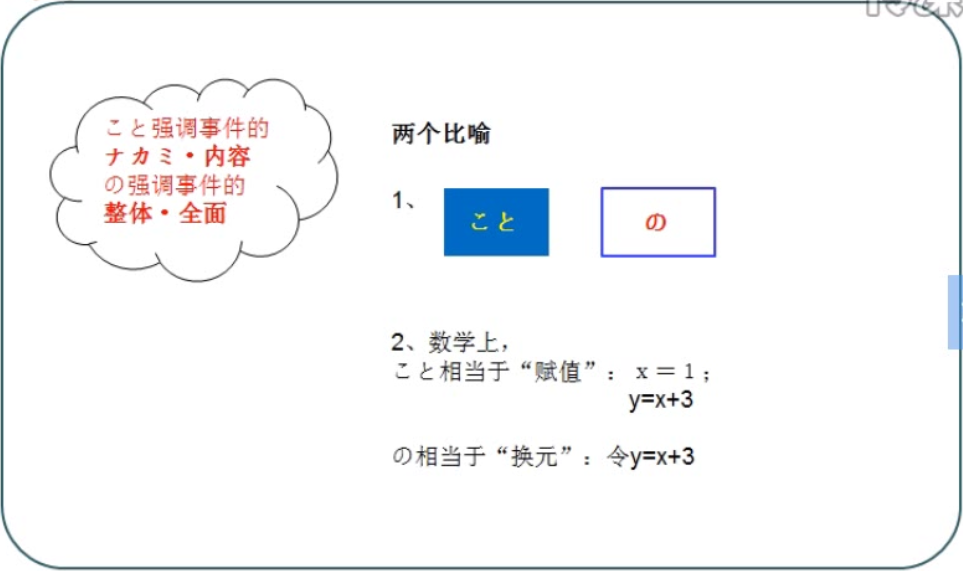 こと强调事件的
ナカミ・内容
の强调事件的
整体・全面
两个比喻
1、
こと
の
2、数学上，
こと相当于“赋值”： x＝1；
y=x+3
の相当于“换元”：令y=x+3